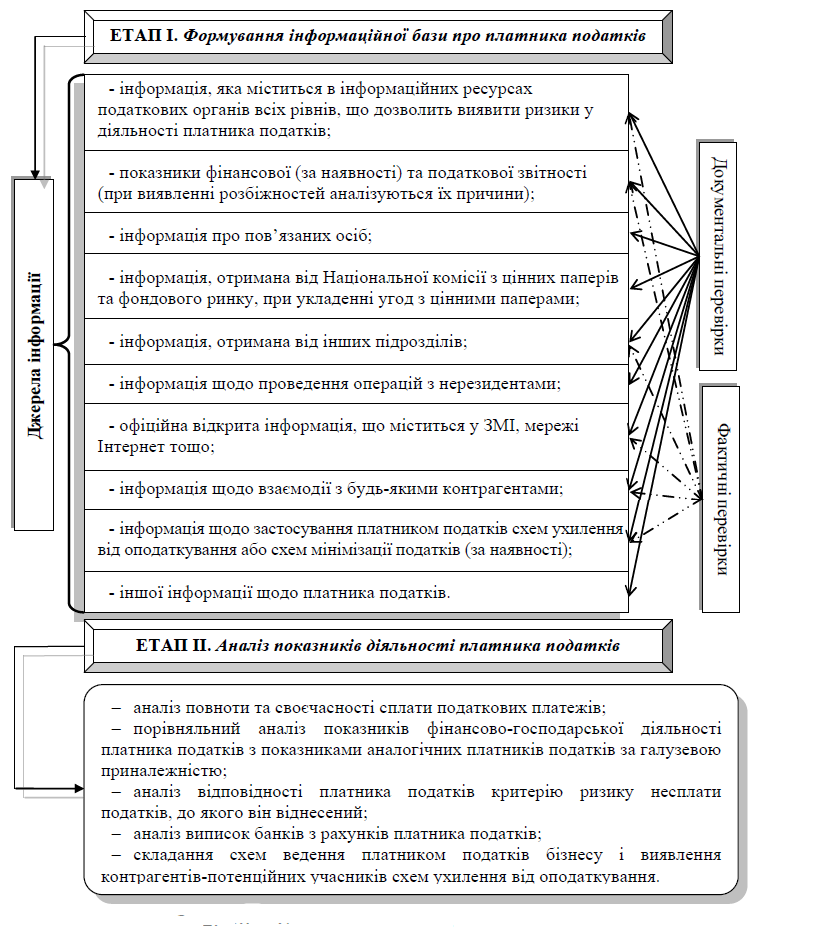 ЕТАП І. Формування інформаційної бази про платника податків
Джерела інформації
- інформація, яка міститься в інформаційних ресурсах
податкових органів всіх рівнів, що дозволить виявити ризики у
діяльності платника податків;
- показники фінансової (за наявності) та податкової звітності
(при виявленні розбіжностей аналізуються їх причини);
- інформація про пов’язаних осіб;
- інформація, отримана від Національної комісії з цінних паперів
та фондового ринку, при укладенні угод з цінними паперами;
- інформація, отримана від інших підрозділів;
- інформація щодо проведення операцій з нерезидентами;
- офіційна відкрита інформація, що міститься у ЗМІ, мережі
Інтернет тощо;
- інформація щодо взаємодії з будь-якими контрагентами;
- інформація щодо застосування платником податків схем ухилення
від оподаткування або схем мінімізації податків (за наявності);
- іншої інформації щодо платника податків.
Документальні перевірки
Фактичні перевірки
ЕТАП ІІ. Аналіз показників діяльності платника податків
– аналіз повноти та своєчасності сплати податкових платежів;
– порівняльний аналіз показників фінансово-господарської діяльності
платника податків з показниками аналогічних платників податків за галузевою
приналежністю;
– аналіз відповідності платника податків критерію ризику несплати
податків, до якого він віднесений;
– аналіз виписок банків з рахунків платника податків;
– складання схем ведення платником податків бізнесу і виявлення
контрагентів-потенційних учасників схем ухилення від оподаткування.